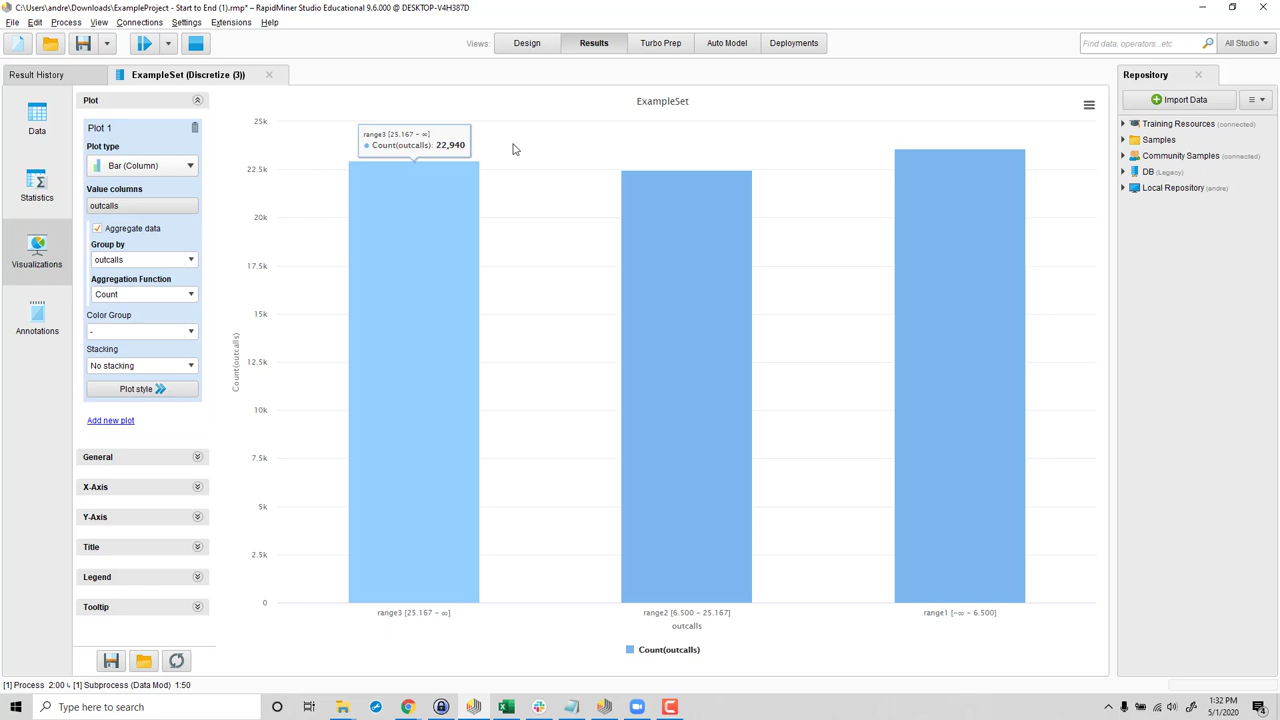 C:\Users\andre\Downloads\ExampleProject - Start to End (1).rmp* – RapidMiner Studio Educational 9.6.000 @ DESKTOP-V4H387D
File Edit Process View Connections Settings Extensions Help
Views: Design Results Turbo Prep Auto Model Deployments
Find data, operators...etc
All Studio
Result History
ExampleSet (Discretize (3))
Repository
Import Data
Training Resources (connected)
Samples
Community Samples (connected)
DB (Legacy)
Local Repository (andre)
Data
Statistics
Visualizations
Annotations
Plot
Plot 1
Plot type
Bar (Column)
Value columns
outcalls
Aggregate data
Group by
outcalls
Aggregation Function
Count
Color Group
-
Stacking
No stacking
Plot style
Add new plot
General
X-Axis
Y-Axis
Title
Legend
Tooltip
ExampleSet
range3 [25.167 - ∞]
Count(outcalls): 22,940
25k
22.5k
20k
17.5k
15k
12.5k
10k
7.5k
5k
2.5k
0
Count(outcalls)
range3 [25.167 - ∞]
range2 [6.500 - 25.167]
range1 [-∞ - 6.500]
outcalls
Count(outcalls)
[1] Process 2:00 ↳ [1] Subprocess (Data Mod) 1:50
Type here to search
1:32 PM
5/1/2020